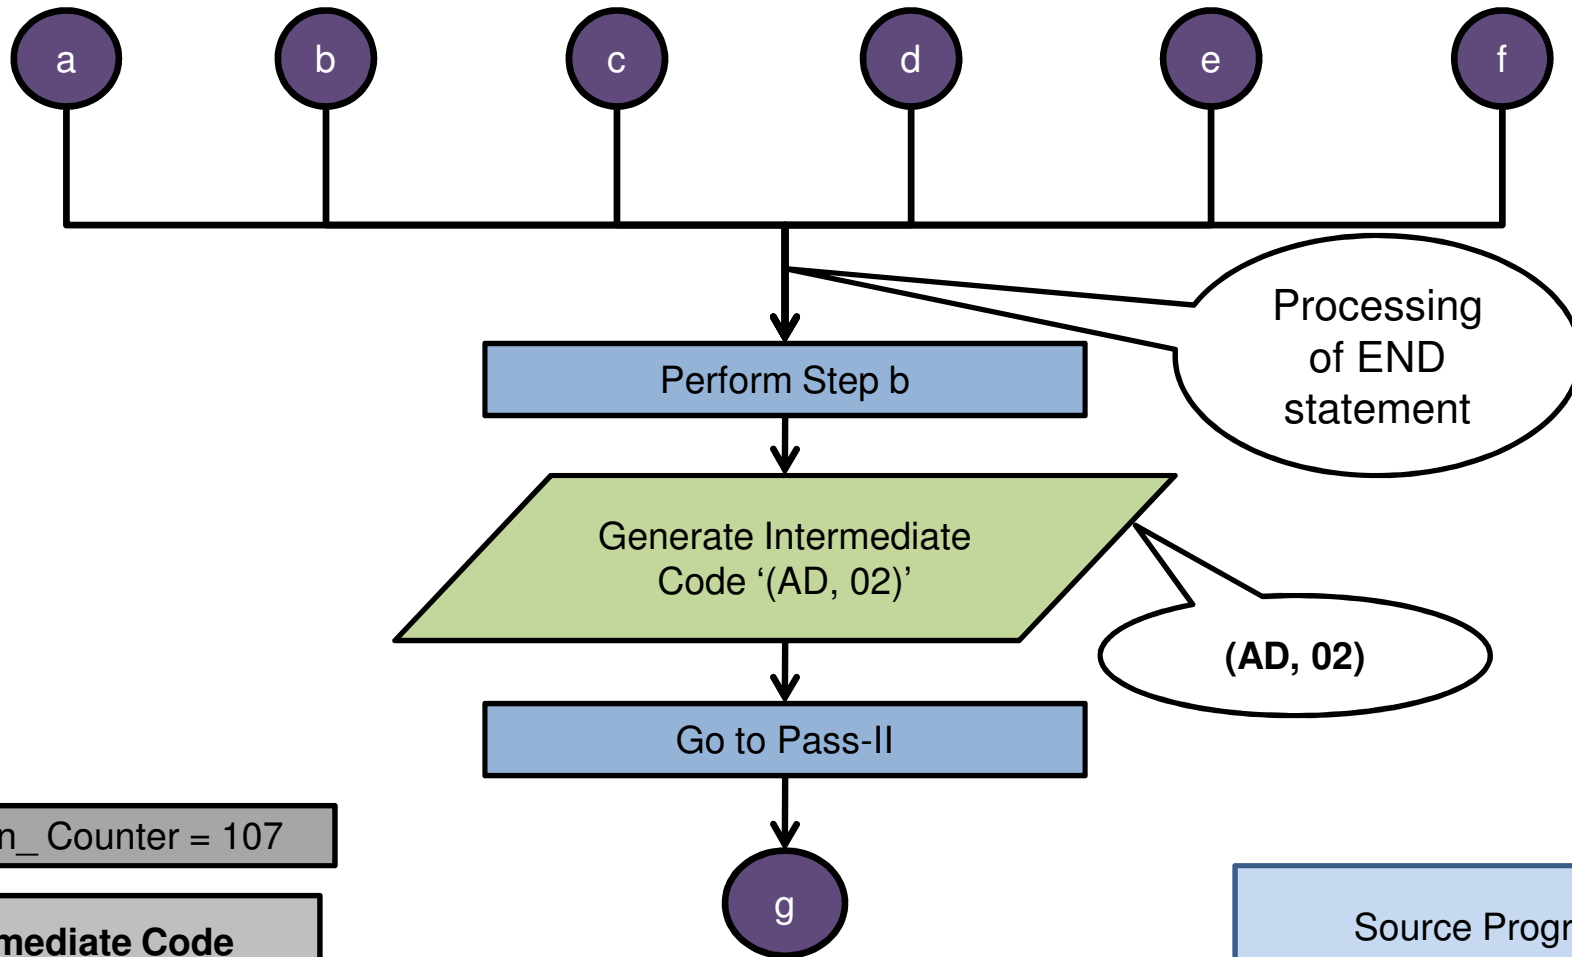 a b c d e f
Processing
of END
statement
Perform Step b
Generate Intermediate
Code ‘(AD, 02)’
(AD, 02)
Go to Pass-II
n_ Counter = 107
g
mediate Code
Source Progr